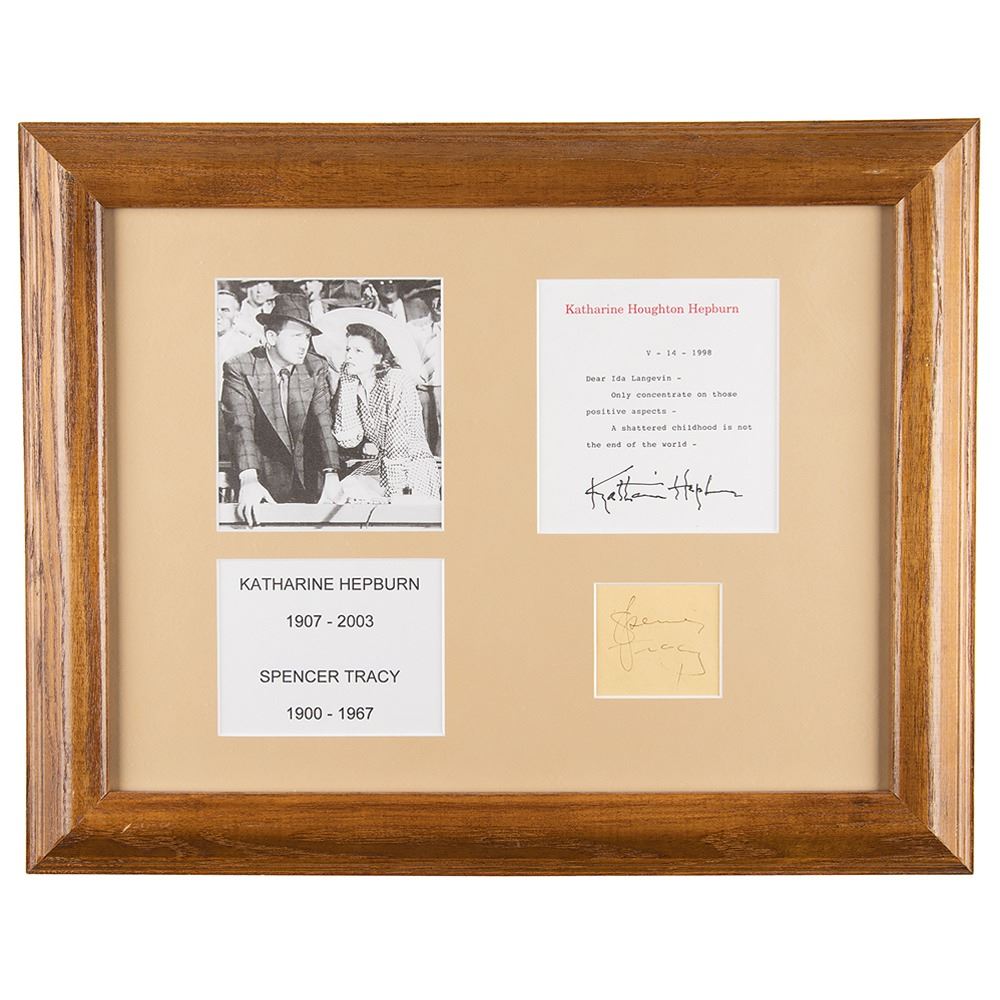 Katharine Houghton Hepburn
V - 14 - 1998
Dear Ida Langevin -
Only concentrate on those
positive aspects -
A shattered childhood is not
the end of the world -
Katharine Hepburn
KATHARINE HEPBURN
1907 - 2003
SPENCER TRACY
1900 - 1967
Spencer
Tracy